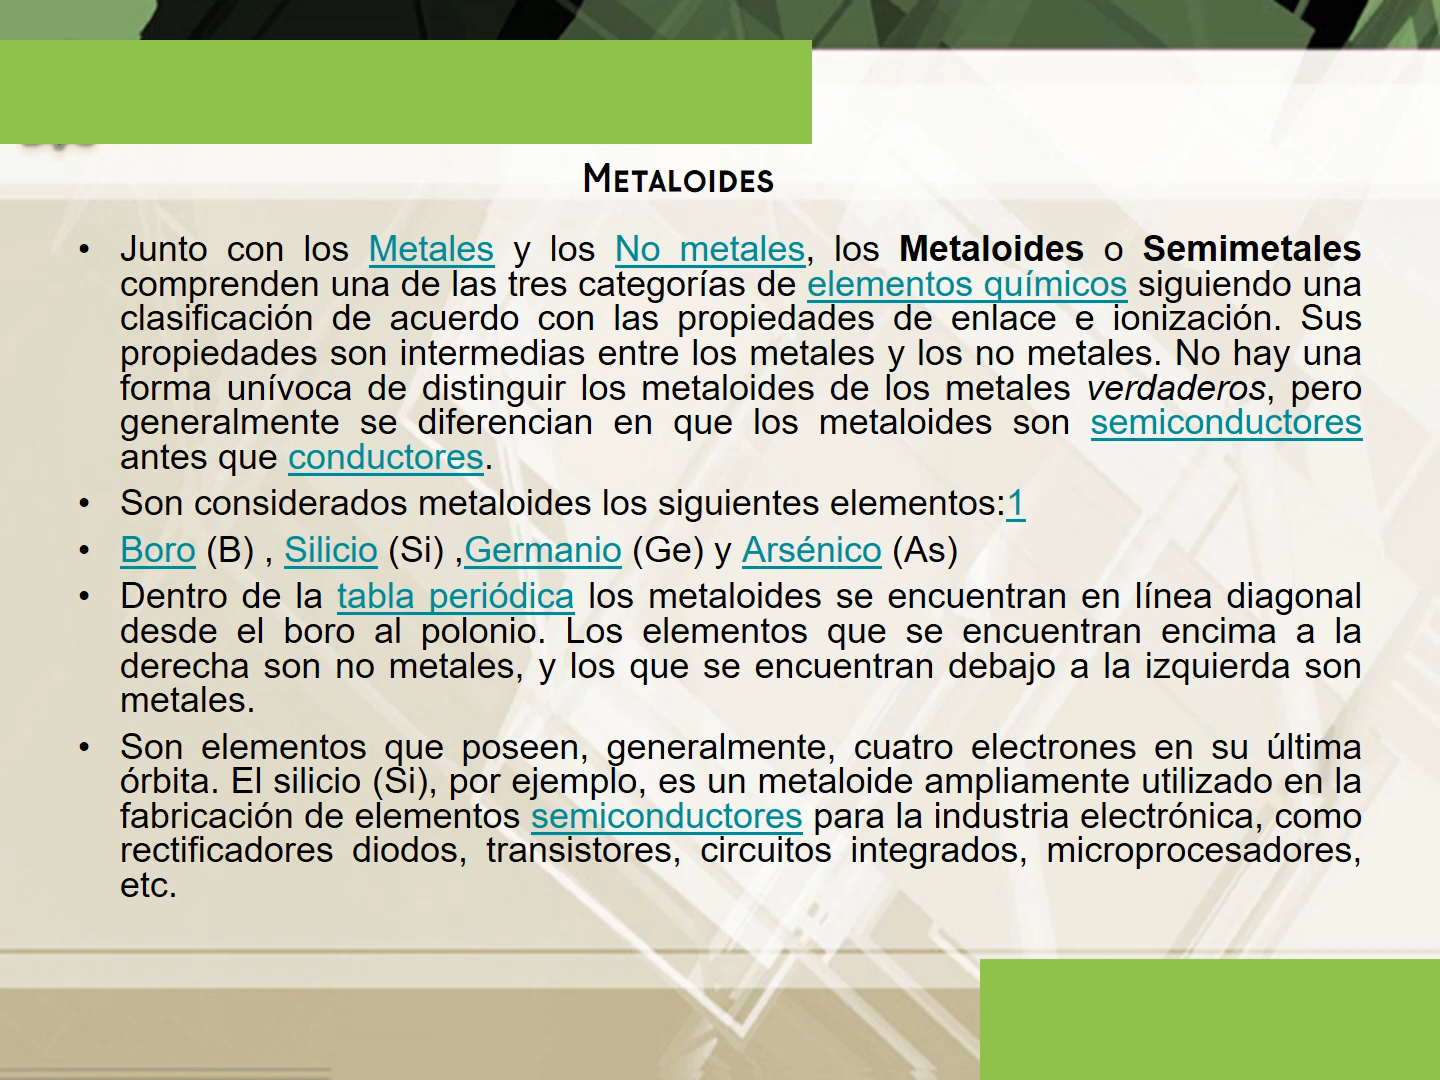 Metaloides
• Junto con los Metales y los No metales, los Metaloides o Semimetales
comprenden una de las tres categorías de elementos químicos siguiendo una
clasificación de acuerdo con las propiedades de enlace e ionización. Sus
propiedades son intermedias entre los metales y los no metales. No hay una
forma unívoca de distinguir los metaloides de los metales verdaderos, pero
generalmente se diferencian en que los metaloides son semiconductores
antes que conductores.
• Son considerados metaloides los siguientes elementos:1
• Boro (B) , Silicio (Si) ,Germanio (Ge) y Arsénico (As)
• Dentro de la tabla periódica los metaloides se encuentran en línea diagonal
desde el boro al polonio. Los elementos que se encuentran encima a la
derecha son no metales, y los que se encuentran debajo a la izquierda son
metales.
• Son elementos que poseen, generalmente, cuatro electrones en su última
órbita. El silicio (Si), por ejemplo, es un metaloide ampliamente utilizado en la
fabricación de elementos semiconductores para la industria electrónica, como
rectificadores diodos, transistores, circuitos integrados, microprocesadores,
etc.